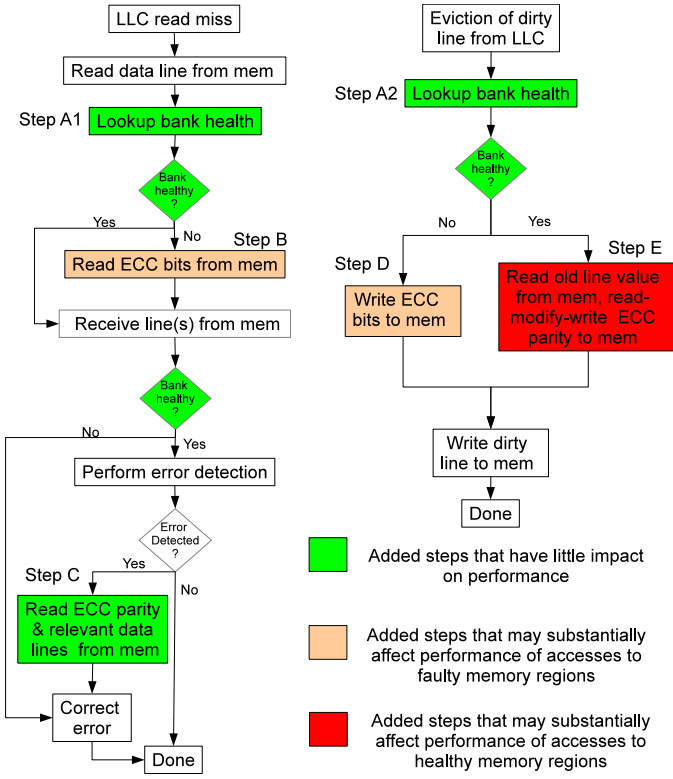 LLC read miss
Read data line from mem
Step A1
Lookup bank health
Bank
healthy
?
Yes
No
Step B
Read ECC bits from mem
Receive line(s) from mem
Bank
healthy
?
No
Yes
Perform error detection
Error
Detected
?
Yes
No
Step C
Read ECC parity
& relevant data
lines from mem
Correct
error
Done
Eviction of dirty
line from LLC
Step A2
Lookup bank health
Bank
healthy
?
No
Yes
Step D
Step E
Write ECC
bits to mem
Read old line value
from mem, read-
modify-write ECC
parity to mem
Write dirty
line to mem
Done
Added steps that have little impact
on performance
Added steps that may substantially
affect performance of accesses to
faulty memory regions
Added steps that may substantially
affect performance of accesses to
healthy memory regions